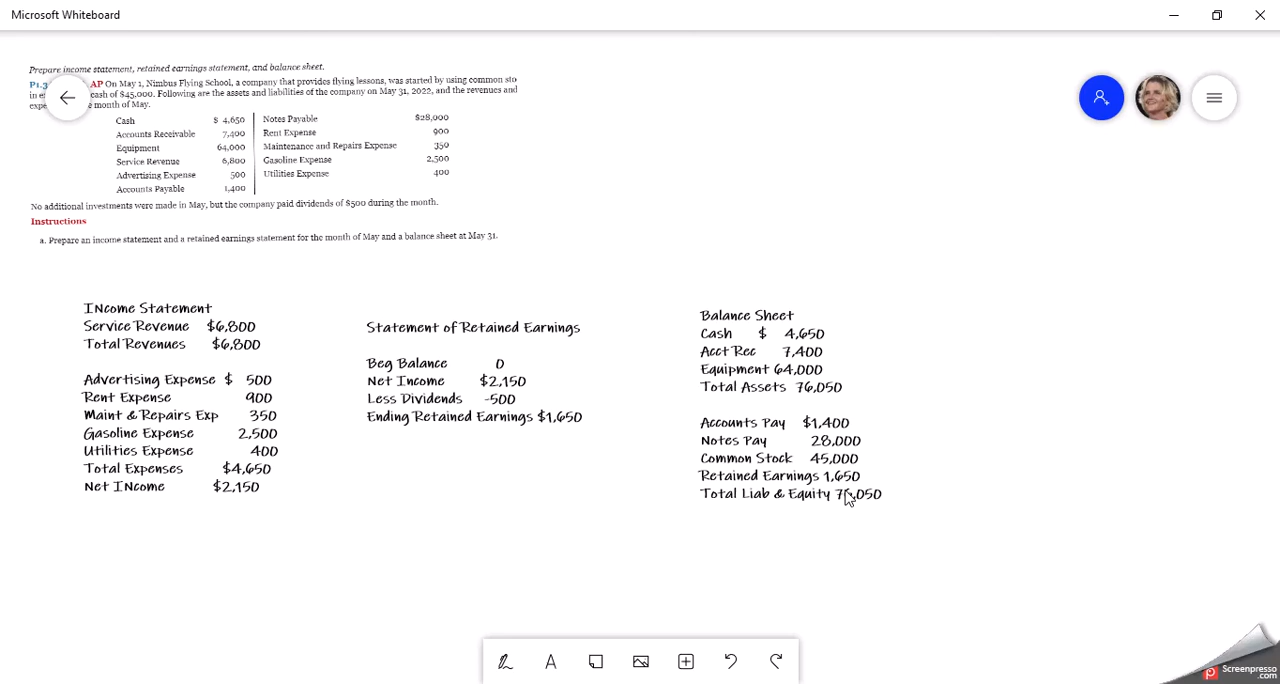 Microsoft Whiteboard
Prepare income statement, retained earnings statement, and balance sheet.
P1.3 AP On May 1, Nimbus Flying School, a company that provides flying lessons, was started by using common sto
in e cash of $45,000. Following are the assets and liabilities of the company on May 31, 2022, and the revenues and
expe month of May.
Cash $ 4,650 Notes Payable $28,000
Accounts Receivable 7,400 Rent Expense 900
Equipment 64,000 Maintenance and Repairs Expense 350
Service Revenue 6,800 Gasoline Expense 2,500
Advertising Expense 500 Utilities Expense 400
Accounts Payable 1,400
No additional investments were made in May, but the company paid dividends of $500 during the month.
Instructions
a. Prepare an income statement and a retained earnings statement for the month of May and a balance sheet at May 31.
INcome Statement
Service Revenue $6,800
Total Revenues $6,800
Advertising Expense $ 500
Rent Expense 900
Maint & Repairs Exp 350
Gasoline Expense 2,500
Utilities Expense 400
Total Expenses $4,650
Net INcome $2,150
Statement of Retained Earnings
Beg Balance 0
Net Income $2,150
Less Dividends -500
Ending Retained Earnings $1,650
Balance Sheet
Cash $ 4,650
Acct Rec 7,400
Equipment 64,000
Total Assets 76,050
Accounts Pay $1,400
Notes Pay 28,000
Common Stock 45,000
Retained Earnings 1,650
Total Liab & Equity 76,050
Screenpresso
.com